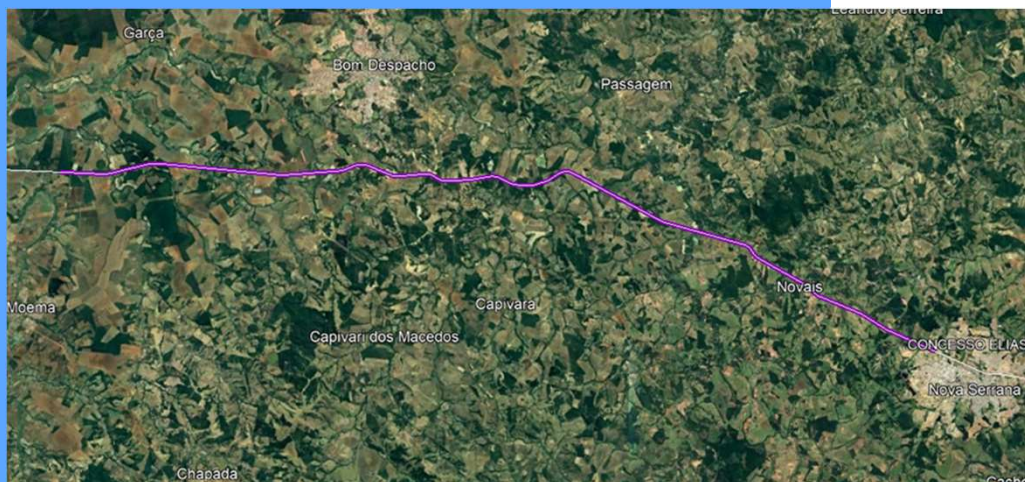 Leandro Ferreira
Garça
Bom Despacho
Passagem
Novais
Moema
Capivara
Capivari dos Macedos
CONCESSO ELIAS
Nova Serrana
Chapada